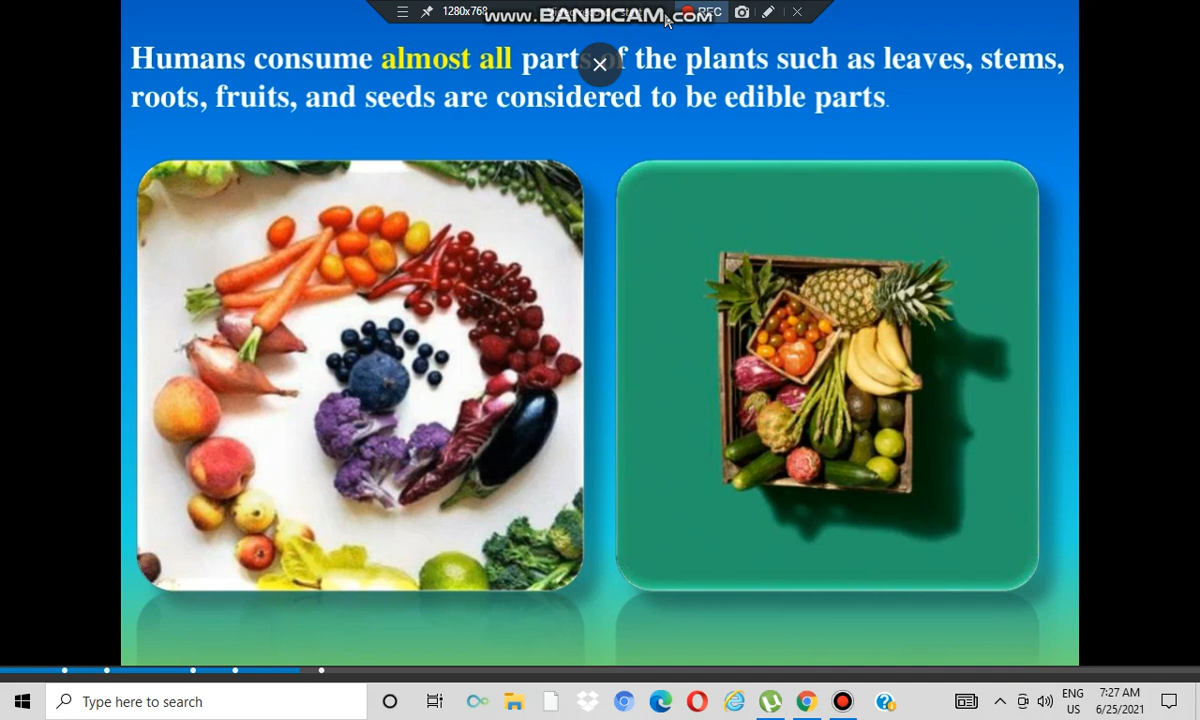 1280x768
www.BANDICAM.com
REC
Humans consume almost all parts of the plants such as leaves, stems,
roots, fruits, and seeds are considered to be edible parts.
Type here to search
ENG
US
7:27 AM
6/25/2021